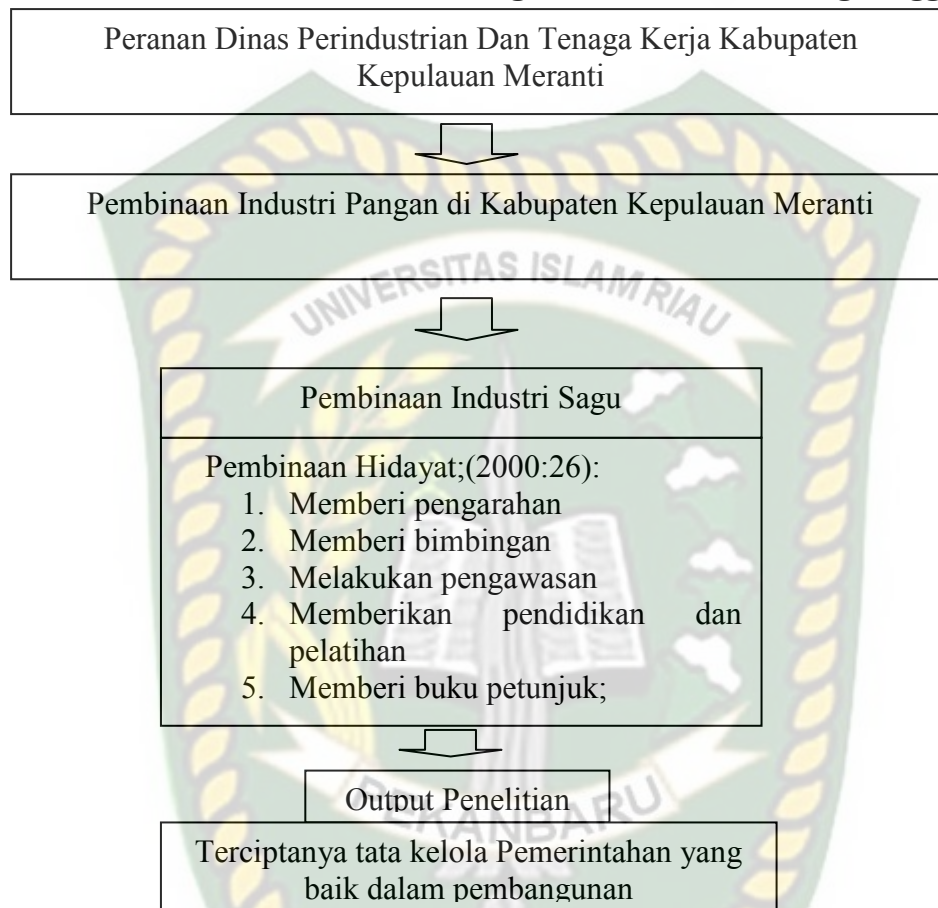 Peranan Dinas Perindustrian Dan Tenaga Kerja Kabupaten
Kepulauan Meranti
Pembinaan Industri Pangan di Kabupaten Kepulauan Meranti
UNIVERSITAS ISLAM RIAU
Pembinaan Industri Sagu
Pembinaan Hidayat;(2000:26):
1. Memberi pengarahan
2. Memberi bimbingan
3. Melakukan pengawasan
4. Memberikan pendidikan dan
pelatihan
5. Memberi buku petunjuk;
Output Penelitian
PEKANBARU
Terciptanya tata kelola Pemerintahan yang
baik dalam pembangunan